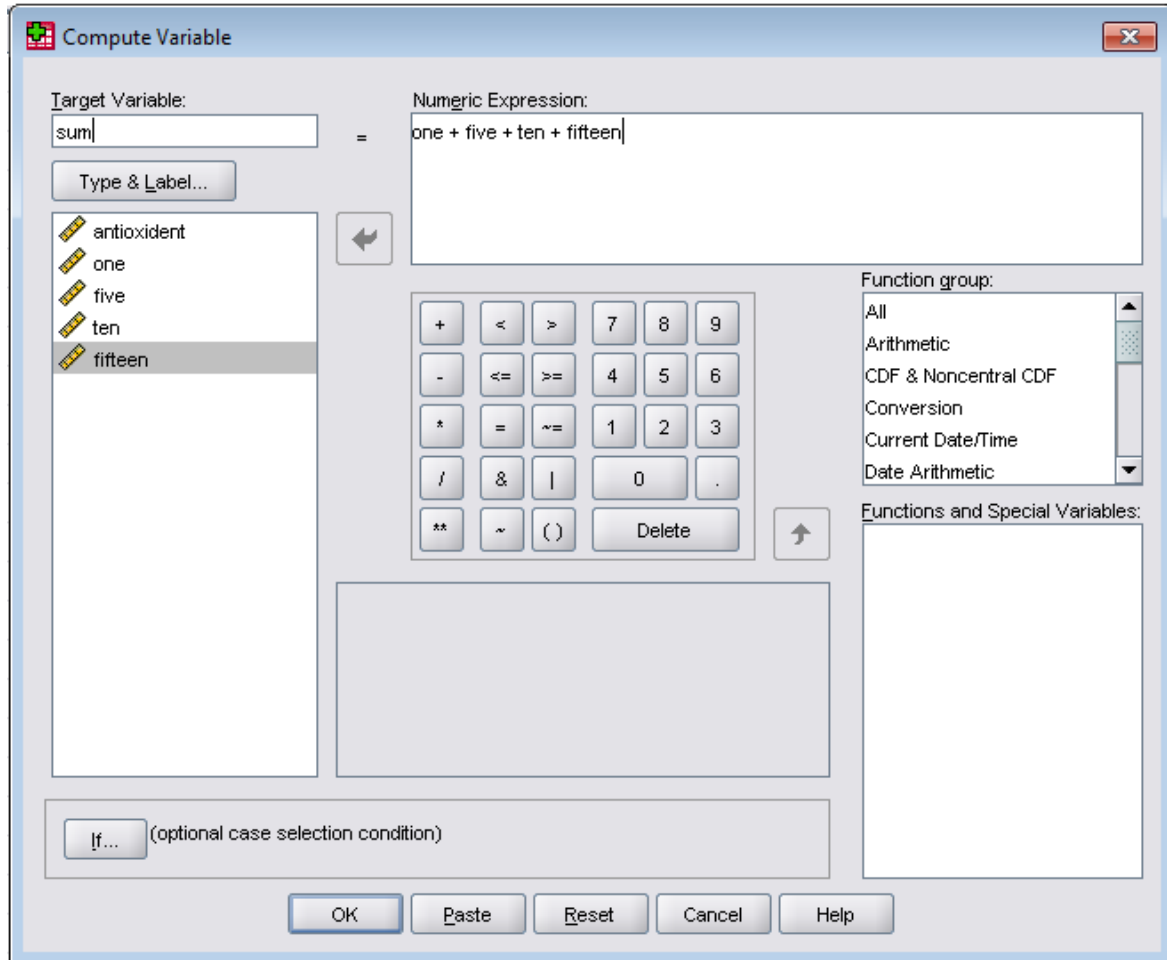 Compute Variable
Target Variable:
sum
=
Numeric Expression:
one + five + ten + fifteen
Type & Label...
antioxident
one
five
ten
fifteen
+ < > 7 8 9
- <= >= 4 5 6
* = ~= 1 2 3
/ & | 0 .
** ~ ( ) Delete
Function group:
All
Arithmetic
CDF & Noncentral CDF
Conversion
Current Date/Time
Date Arithmetic
Functions and Special Variables:
If... (optional case selection condition)
OK Paste Reset Cancel Help